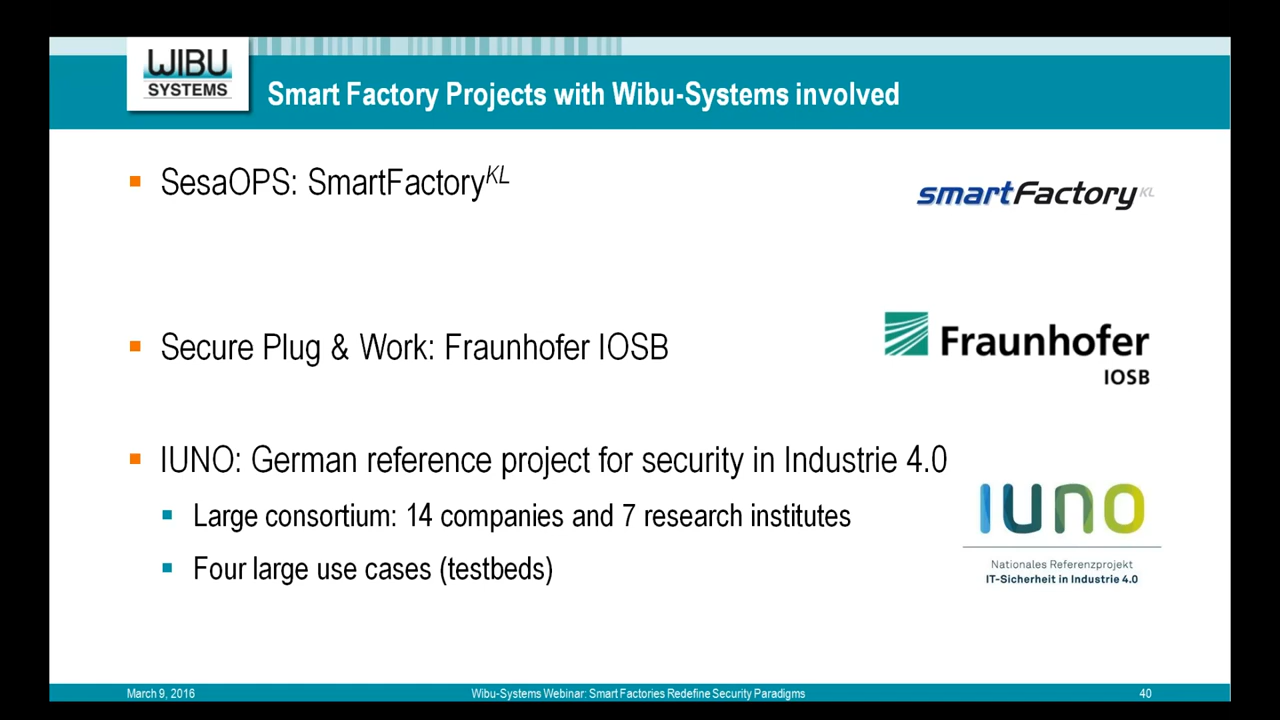 WIBU
SYSTEMS
Smart Factory Projects with Wibu-Systems involved
SesaOPS: SmartFactoryKL
smartFactoryKL
Secure Plug & Work: Fraunhofer IOSB
Fraunhofer
IOSB
IUNO: German reference project for security in Industrie 4.0
Large consortium: 14 companies and 7 research institutes
Four large use cases (testbeds)
IUNO
Nationales Referenzprojekt
IT-Sicherheit in Industrie 4.0
March 9, 2016
Wibu-Systems Webinar: Smart Factories Redefine Security Paradigms
40